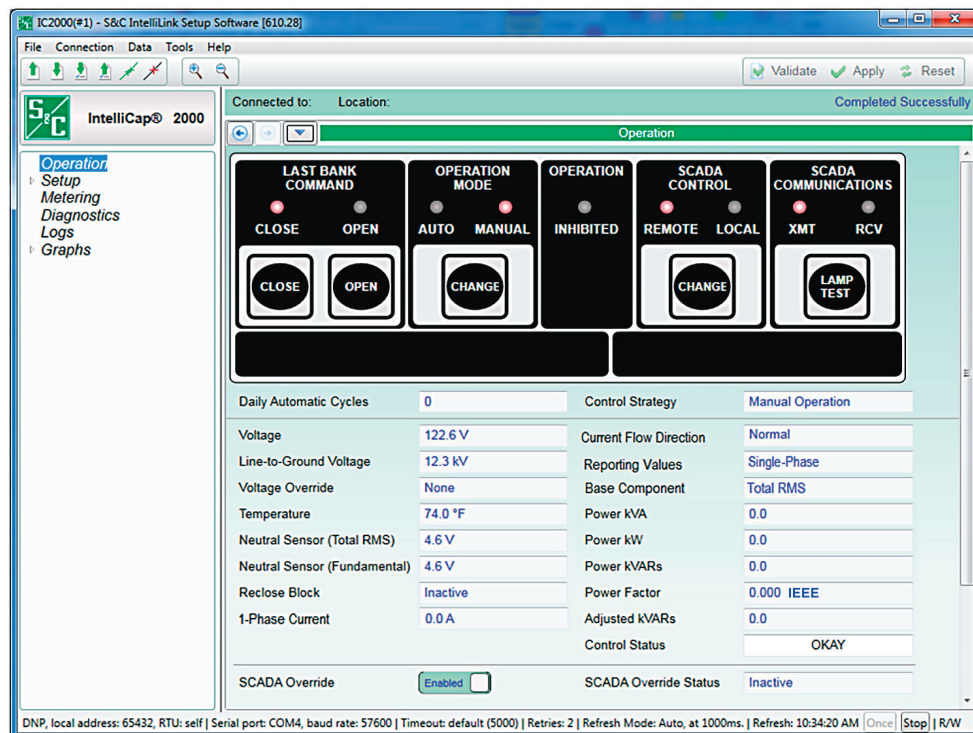 IC2000(#1) - S&C IntelliLink Setup Software [610.28]
File Connection Data Tools Help
Validate Apply Reset
S&C
IntelliCap® 2000
Operation
Setup
Metering
Diagnostics
Logs
Graphs
Connected to: Location: Completed Successfully
Operation
LAST BANK COMMAND
CLOSE OPEN
CLOSE OPEN
OPERATION MODE
AUTO MANUAL
CHANGE
OPERATION
INHIBITED
SCADA CONTROL
REMOTE LOCAL
CHANGE
SCADA COMMUNICATIONS
XMT RCV
LAMP TEST
Daily Automatic Cycles 0 Control Strategy Manual Operation
Voltage 122.6 V Current Flow Direction Normal
Line-to-Ground Voltage 12.3 kV Reporting Values Single-Phase
Voltage Override None Base Component Total RMS
Temperature 74.0 °F Power kVA 0.0
Neutral Sensor (Total RMS) 4.6 V Power kW 0.0
Neutral Sensor (Fundamental) 4.6 V Power kVARs 0.0
Reclose Block Inactive Power Factor 0.000 IEEE
1-Phase Current 0.0 A Adjusted kVARs 0.0
Control Status OKAY
SCADA Override Enabled SCADA Override Status Inactive
DNP, local address: 65432, RTU: self | Serial port: COM4, baud rate: 57600 | Timeout: default (5000) | Retries: 2 | Refresh Mode: Auto, at 1000ms. | Refresh: 10:34:20 AM Once Stop | R/W